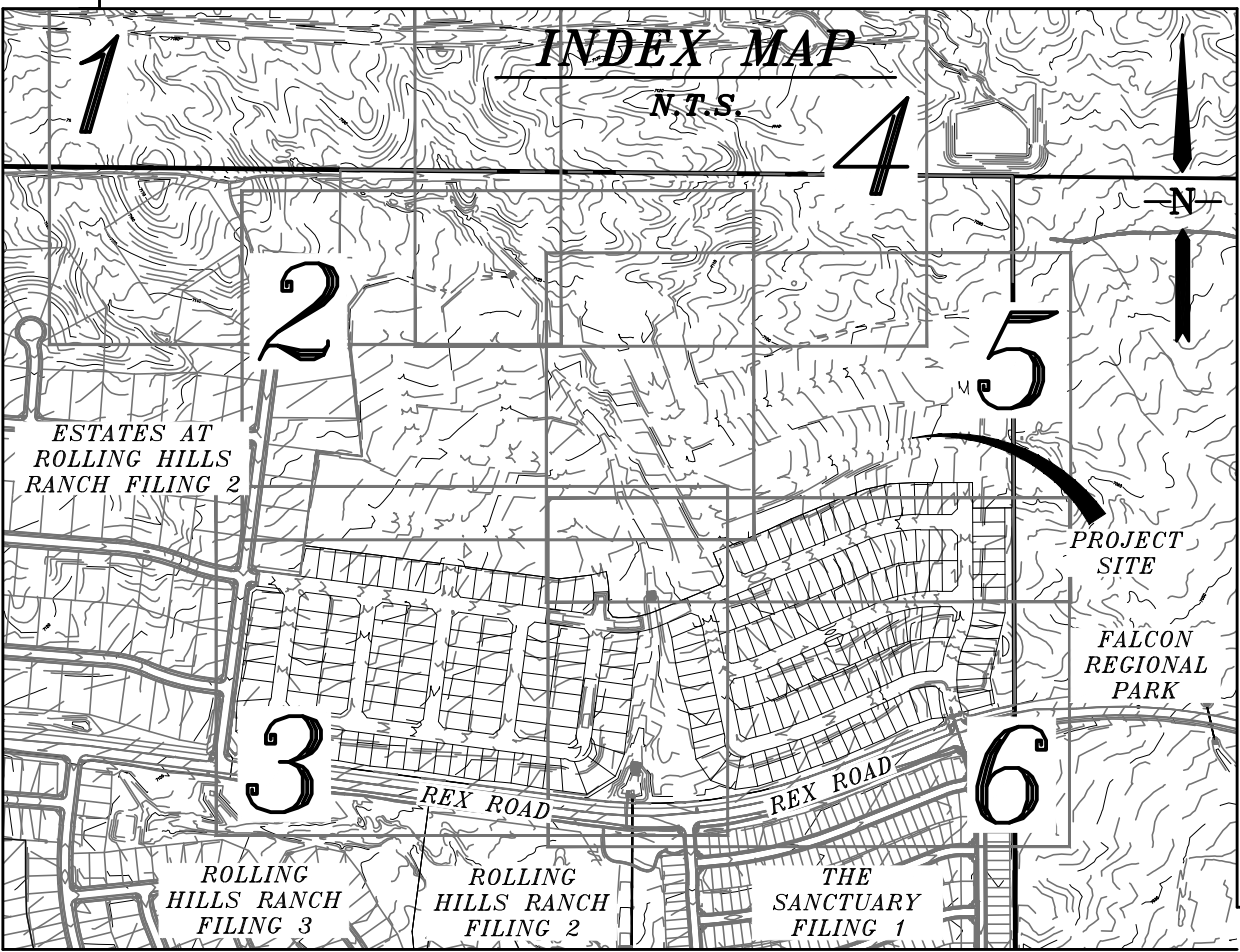 INDEX MAP
N.T.S.
1
4
N
2
5
ESTATES AT
ROLLING HILLS
RANCH FILING 2
PROJECT
SITE
FALCON
REGIONAL
PARK
3
6
REX ROAD
REX ROAD
ROLLING
HILLS RANCH
FILING 3
ROLLING
HILLS RANCH
FILING 2
THE
SANCTUARY
FILING 1